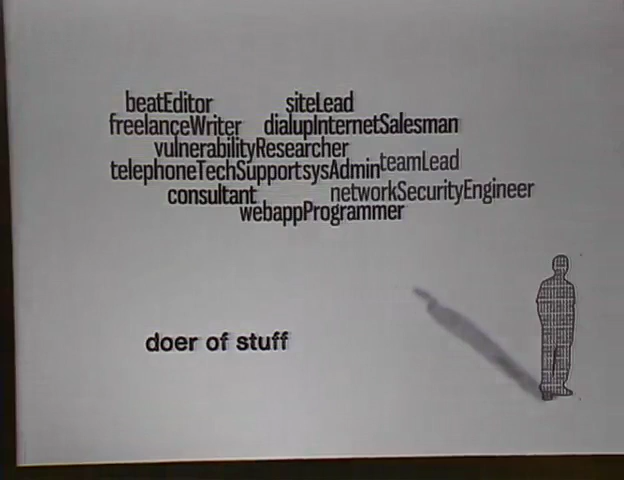 beatEditor siteLead
freelanceWriter dialupInternetSalesman
vulnerabilityResearcher
telephoneTechSupport sysAdmin teamLead
consultant networkSecurityEngineer
webappProgrammer
doer of stuff